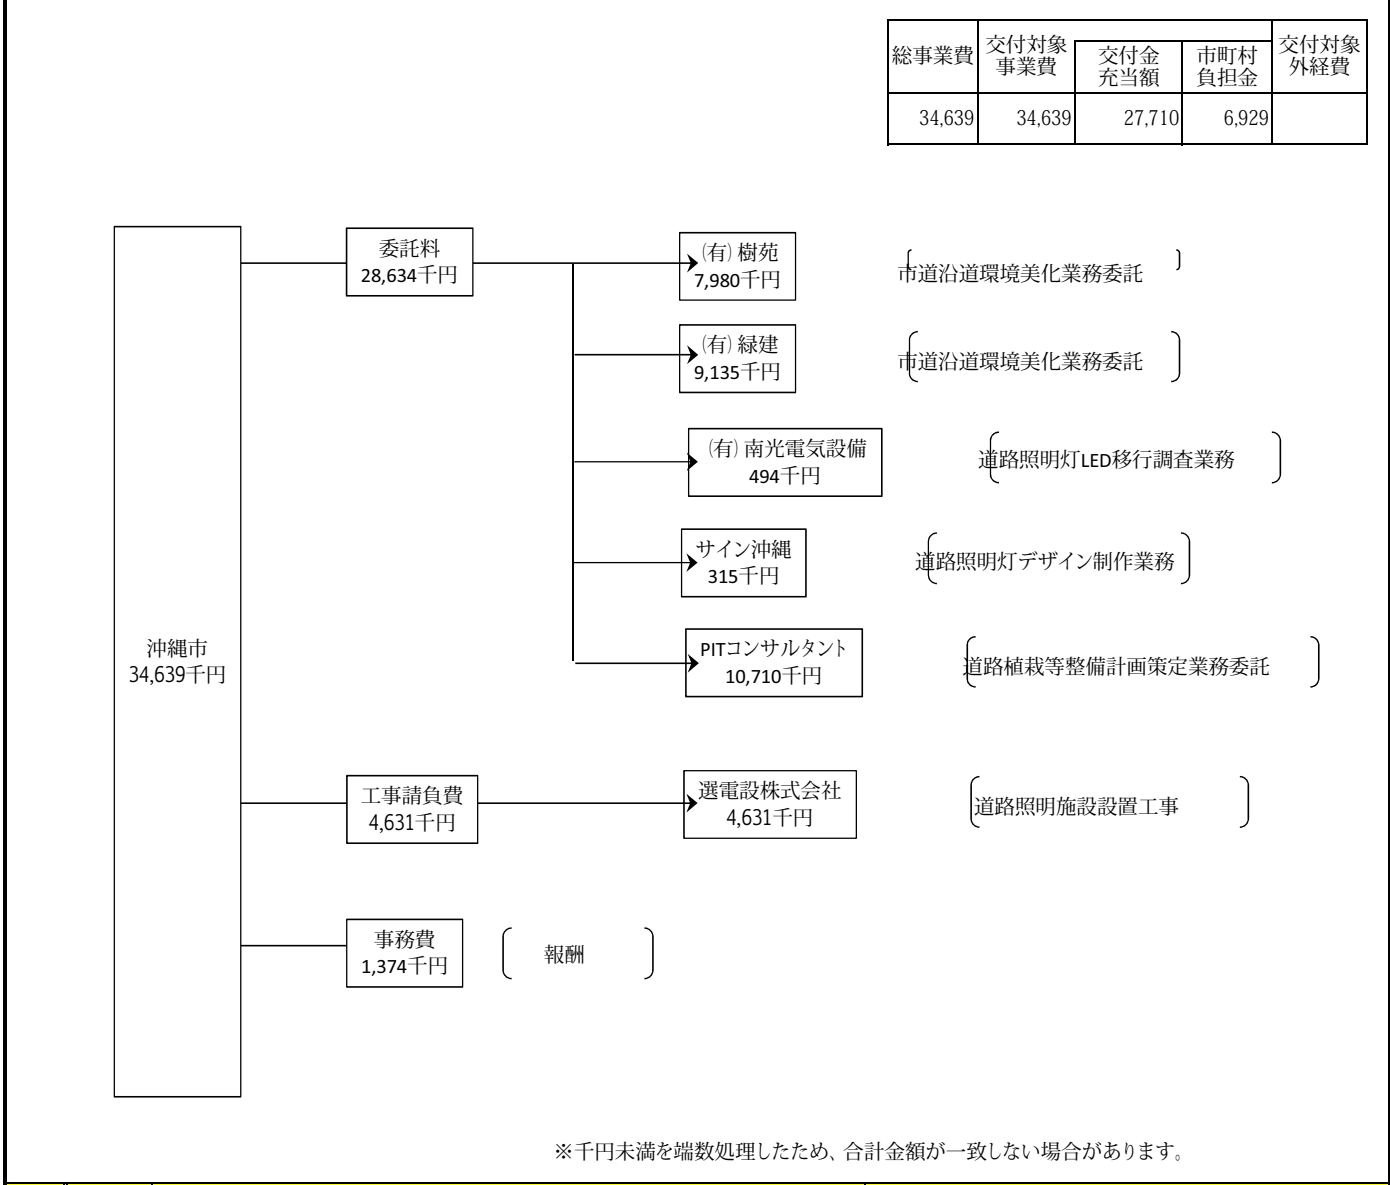 総事業費 交付対象事業費 交付金充当額 市町村負担金 交付対象外経費
34,639 34,639 27,710 6,929
委託料
28,634千円
(有)樹苑
7,980千円
市道沿道環境美化業務委託
(有)緑建
9,135千円
市道沿道環境美化業務委託
(有)南光電気設備
494千円
道路照明灯LED移行調査業務
サイン沖縄
315千円
道路照明灯デザイン制作業務
沖縄市
34,639千円
PITコンサルタント
10,710千円
道路植栽等整備計画策定業務委託
工事請負費
4,631千円
選電設株式会社
4,631千円
道路照明施設設置工事
事務費
1,374千円
報酬
※千円未満を端数処理したため、合計金額が一致しない場合があります。